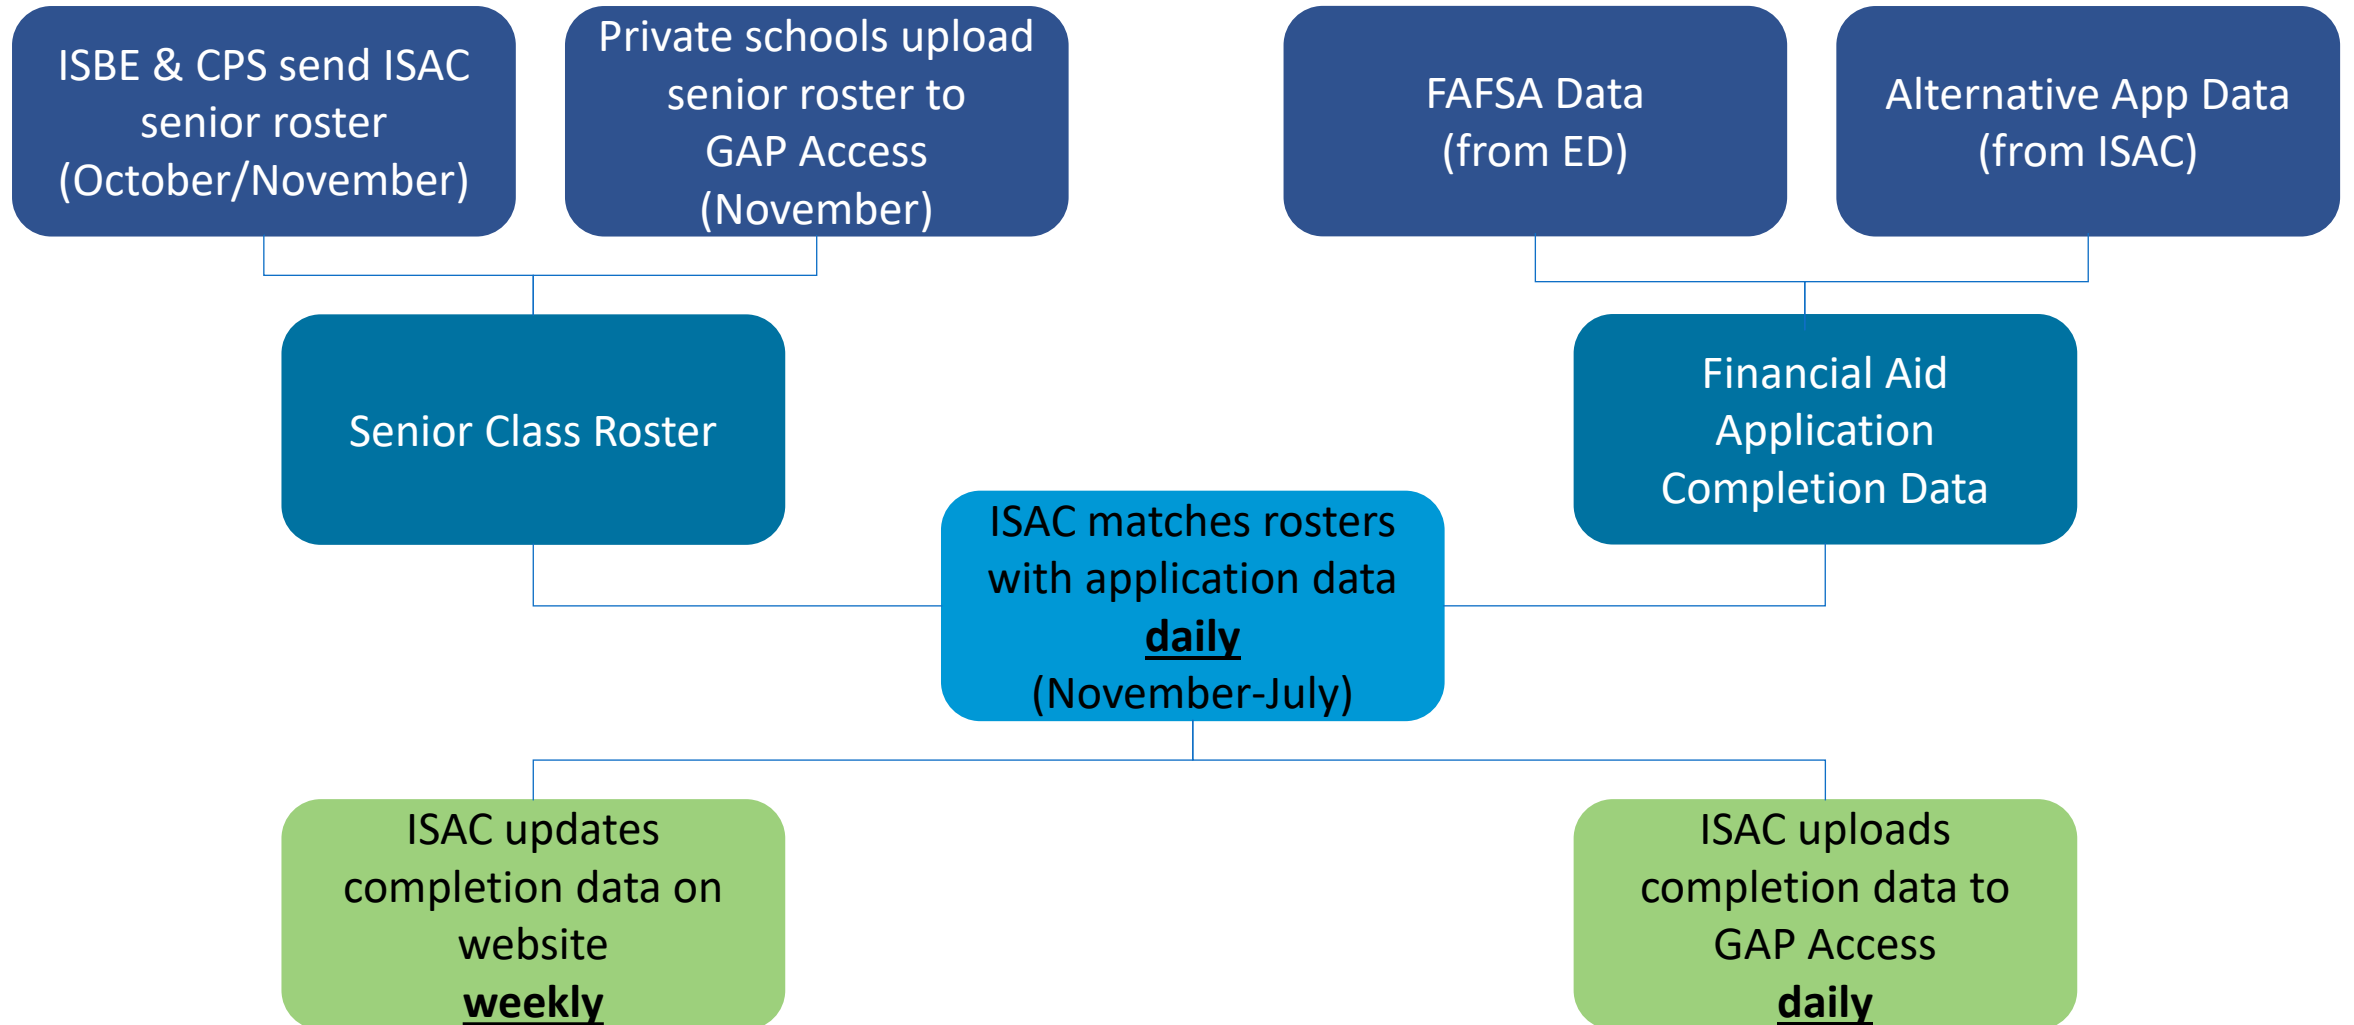 ISBE & CPS send ISAC
senior roster
(October/November)
Private schools upload
senior roster to
GAP Access
(November)
FAFSA Data
(from ED)
Alternative App Data
(from ISAC)
Senior Class Roster
Financial Aid
Application
Completion Data
ISAC matches rosters
with application data
daily
(November-July)
ISAC updates
completion data on
website
weekly
ISAC uploads
completion data to
GAP Access
daily